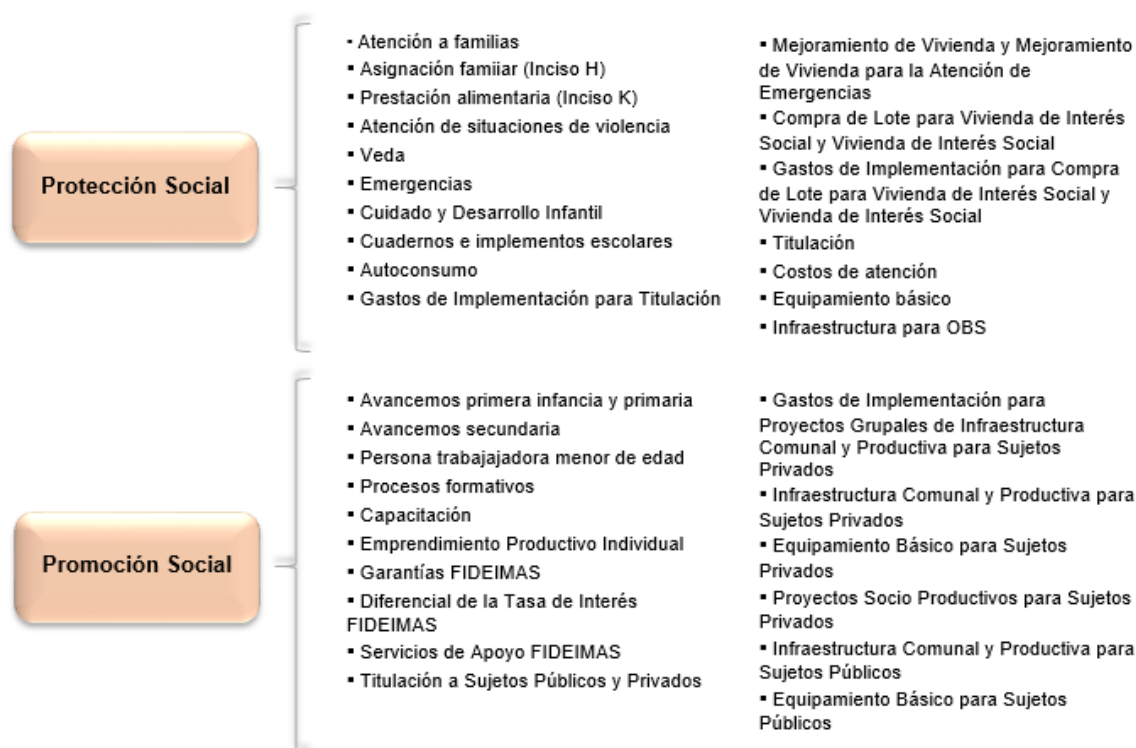 Protección Social
- Atención a familias
▪ Asignación famiiar (Inciso H)
▪ Prestación alimentaria (Inciso K)
▪ Atención de situaciones de violencia
▪ Veda
▪ Emergencias
▪ Cuidado y Desarrollo Infantil
▪ Cuadernos e implementos escolares
▪ Autoconsumo
▪ Gastos de Implementación para Titulación
▪ Mejoramiento de Vivienda y Mejoramiento
de Vivienda para la Atención de
Emergencias
▪ Compra de Lote para Vivienda de Interés
Social y Vivienda de Interés Social
▪ Gastos de Implementación para Compra
de Lote para Vivienda de Interés Social y
Vivienda de Interés Social
▪ Titulación
▪ Costos de atención
▪ Equipamiento básico
▪ Infraestructura para OBS
Promoción Social
▪ Avancemos primera infancia y primaria
▪ Avancemos secundaria
▪ Persona trabajajadora menor de edad
▪ Procesos formativos
▪ Capacitación
▪ Emprendimiento Productivo Individual
▪ Garantías FIDEIMAS
▪ Diferencial de la Tasa de Interés
FIDEIMAS
▪ Servicios de Apoyo FIDEIMAS
▪ Titulación a Sujetos Públicos y Privados
▪ Gastos de Implementación para
Proyectos Grupales de Infraestructura
Comunal y Productiva para Sujetos
Privados
▪ Infraestructura Comunal y Productiva para
Sujetos Privados
▪ Equipamiento Básico para Sujetos
Privados
▪ Proyectos Socio Productivos para Sujetos
Privados
▪ Infraestructura Comunal y Productiva para
Sujetos Públicos
▪ Equipamiento Básico para Sujetos
Públicos